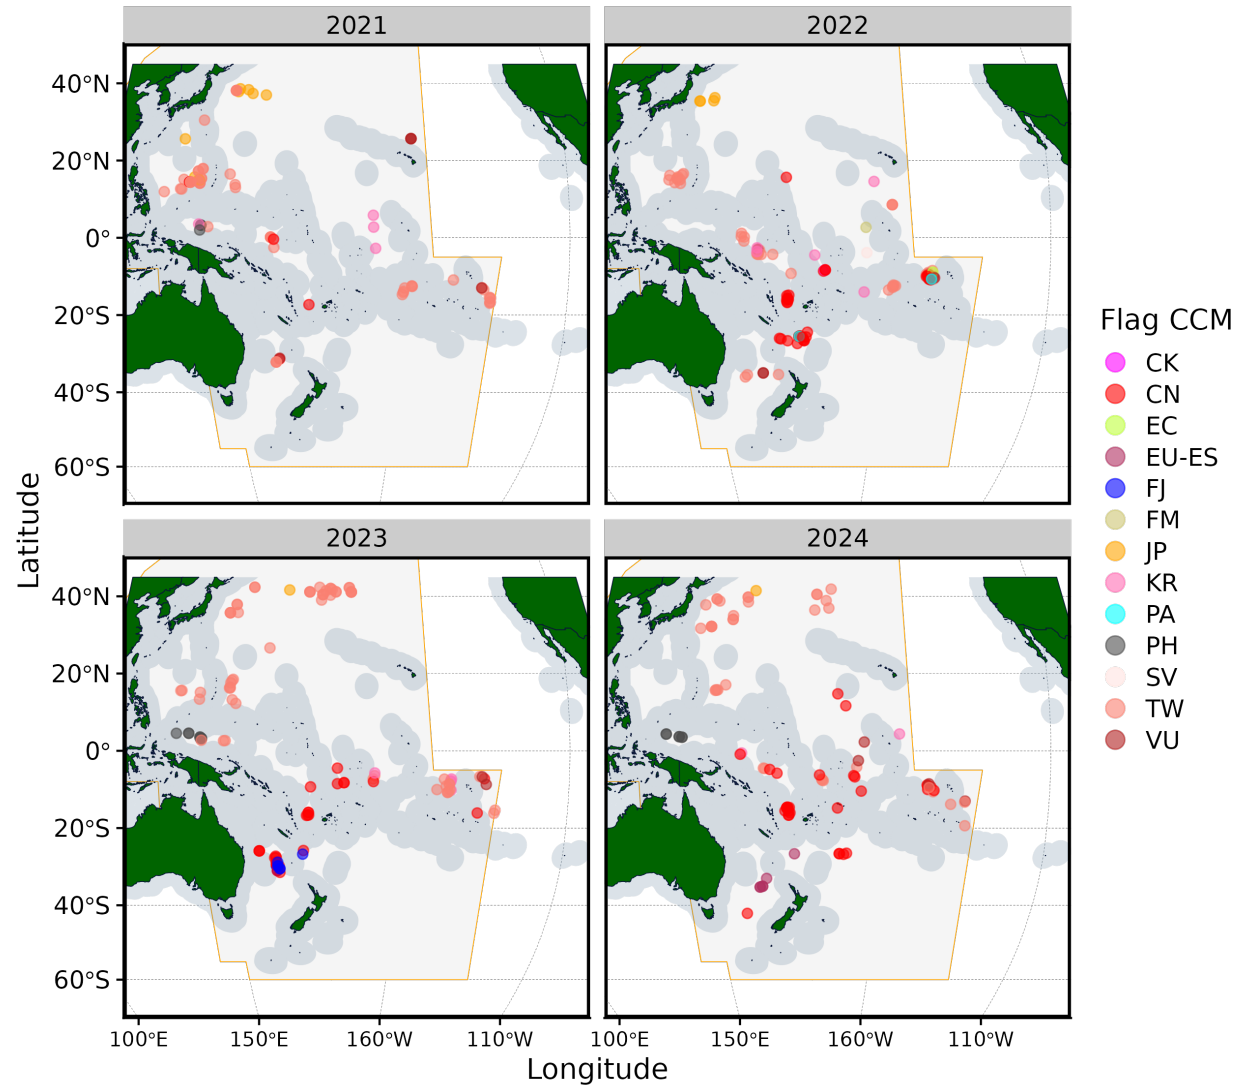 2021 2022
40°N
20°N
0°
20°S
40°S
60°S
2023 2024
40°N
20°N
0°
20°S
40°S
60°S
100°E 150°E 160°W 110°W 100°E 150°E 160°W 110°W
Longitude
Latitude
Flag CCM
CK
CN
EC
EU-ES
FJ
FM
JP
KR
PA
PH
SV
TW
VU